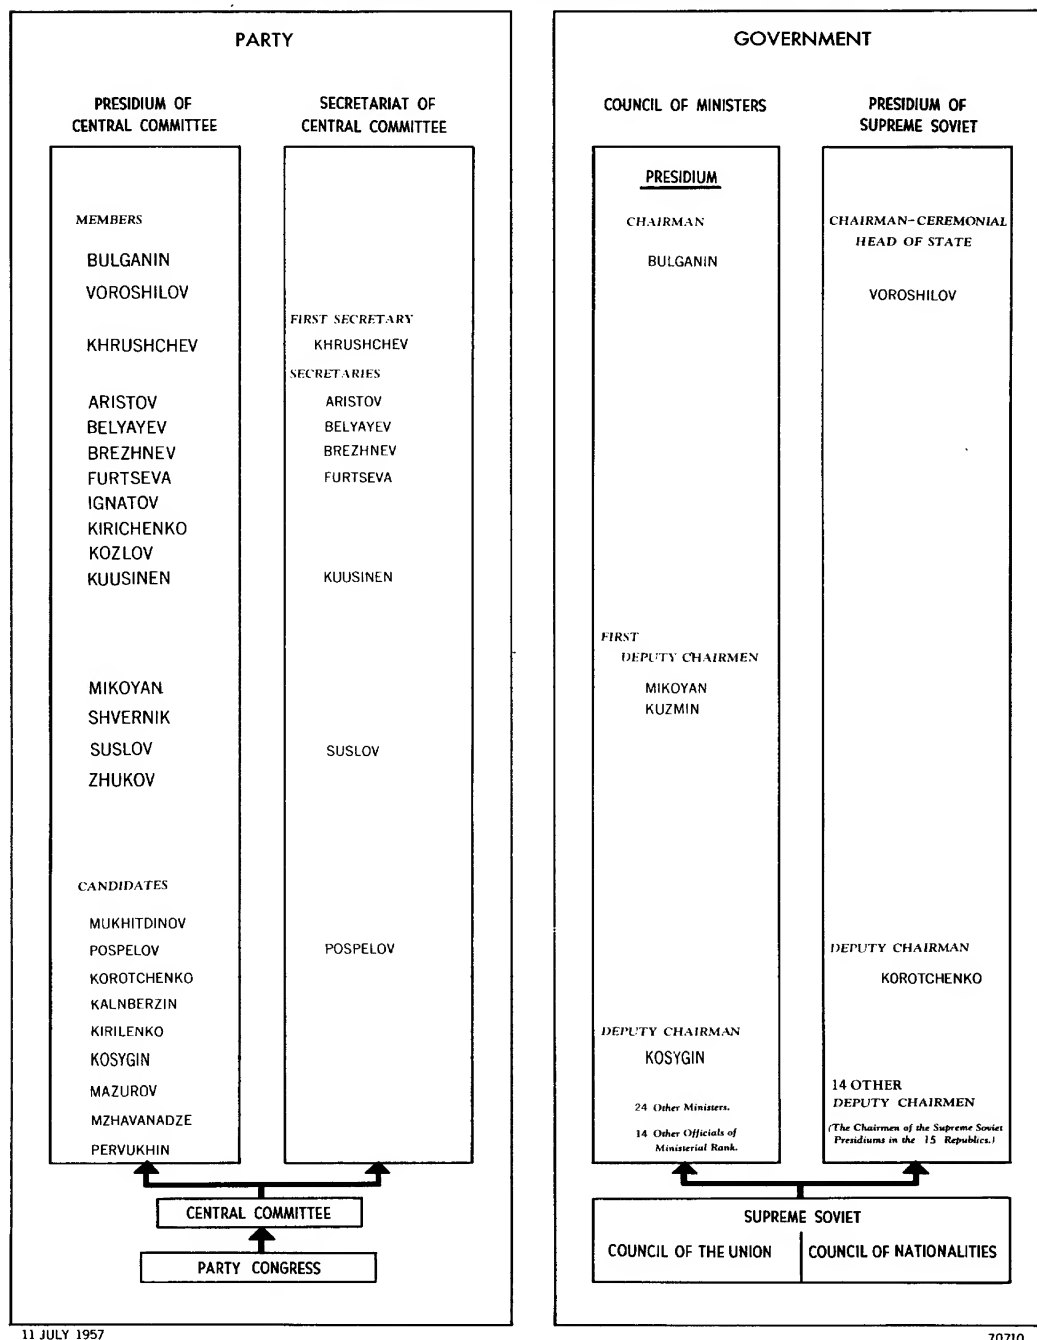 PARTY
PRESIDIUM OF
CENTRAL COMMITTEE
MEMBERS
BULGANIN
VOROSHILOV
KHRUSHCHEV
ARISTOV
BELYAYEV
BREZHNEV
FURTSEVA
IGNATOV
KIRICHENKO
KOZLOV
KUUSINEN
MIKOYAN
SHVERNIK
SUSLOV
ZHUKOV
CANDIDATES
MUKHITDINOV
POSPELOV
KOROTCHENKO
KALNBERZIN
KIRILENKO
KOSYGIN
MAZUROV
MZHAVANADZE
PERVUKHIN
SECRETARIAT OF
CENTRAL COMMITTEE
FIRST SECRETARY
KHRUSHCHEV
SECRETARIES
ARISTOV
BELYAYEV
BREZHNEV
FURTSEVA
KUUSINEN
SUSLOV
POSPELOV
CENTRAL COMMITTEE
PARTY CONGRESS
GOVERNMENT
COUNCIL OF MINISTERS
PRESIDIUM
CHAIRMAN
BULGANIN
FIRST
DEPUTY CHAIRMEN
MIKOYAN
KUZMIN
DEPUTY CHAIRMAN
KOSYGIN
24 Other Ministers.
14 Other Officials of
Ministerial Rank.
PRESIDIUM OF
SUPREME SOVIET
CHAIRMAN-CEREMONIAL
HEAD OF STATE
VOROSHILOV
DEPUTY CHAIRMAN
KOROTCHENKO
14 OTHER
DEPUTY CHAIRMEN
(The Chairmen of the Supreme Soviet
Presidiums in the 15 Republics.)
SUPREME SOVIET
COUNCIL OF THE UNION
COUNCIL OF NATIONALITIES
11 JULY 1957
70710